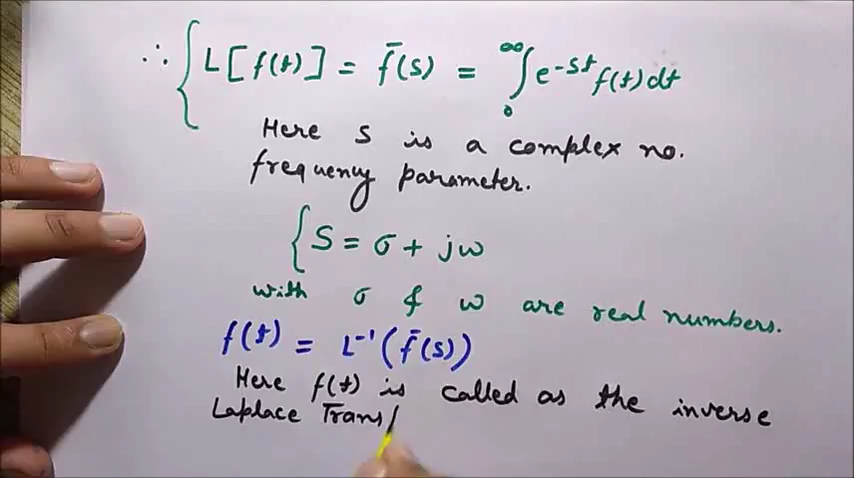 ∴ { L[f(t)] = f̄(s) = ∫₀^∞ e^-st f(t) dt
Here s is a complex no.
frequency parameter.
{ S = σ + jω
with σ & ω are real numbers.
f(t) = L⁻¹(f̄(s))
Here f(t) is called as the inverse
Laplace Trans